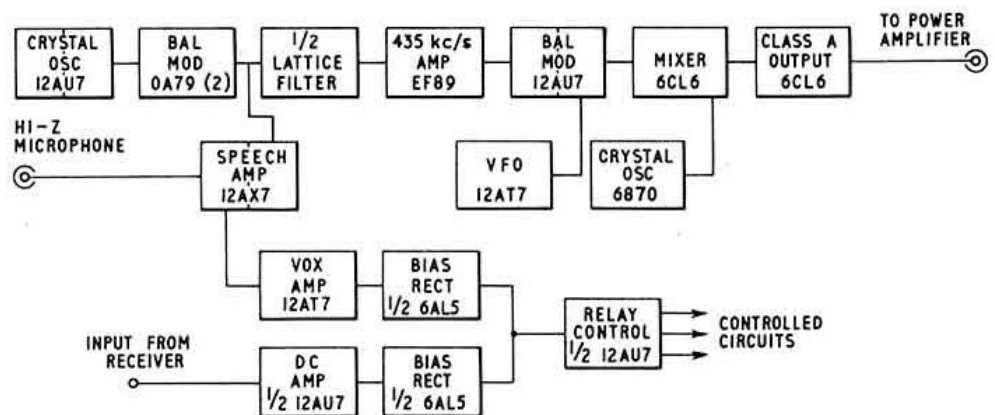 CRYSTAL
OSC
12AU7
BAL
MOD
0A79 (2)
1/2
LATTICE
FILTER
435 kc/s
AMP
EF89
BAL
MOD
12AU7
MIXER
6CL6
CLASS A
OUTPUT
6CL6
TO POWER
AMPLIFIER
HI-Z
MICROPHONE
SPEECH
AMP
12AX7
VFO
12AT7
CRYSTAL
OSC
6870
VOX
AMP
12AT7
BIAS
RECT
1/2 6AL5
RELAY
CONTROL
1/2 12AU7
CONTROLLED
CIRCUITS
INPUT FROM
RECEIVER
DC
AMP
1/2 12AU7
BIAS
RECT
1/2 6AL5